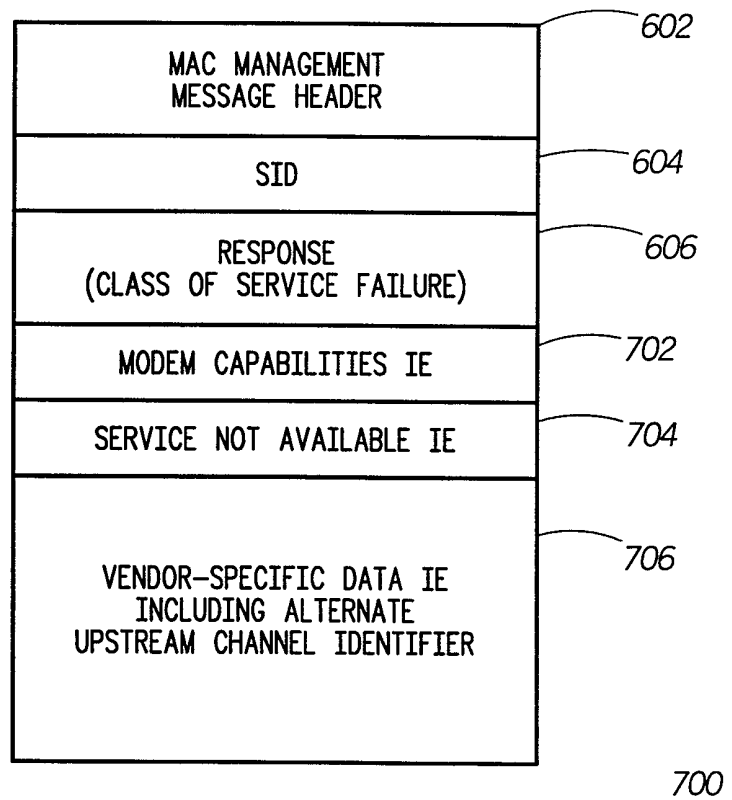 602
MAC MANAGEMENT
MESSAGE HEADER
604
SID
606
RESPONSE
(CLASS OF SERVICE FAILURE)
702
MODEM CAPABILITIES IE
704
SERVICE NOT AVAILABLE IE
706
VENDOR-SPECIFIC DATA IE
INCLUDING ALTERNATE
UPSTREAM CHANNEL IDENTIFIER
700